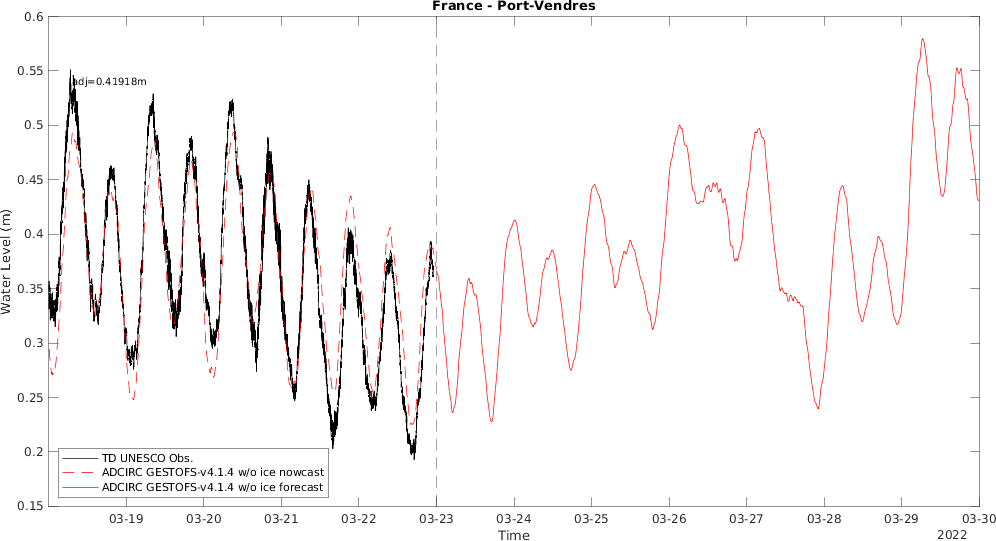 France - Port-Vendres
adj=0.41918m
Water Level (m)
0.6
0.55
0.5
0.45
0.4
0.35
0.3
0.25
0.2
0.15
TD UNESCO Obs.
ADCIRC GESTOFS-v4.1.4 w/o ice nowcast
ADCIRC GESTOFS-v4.1.4 w/o ice forecast
03-19 03-20 03-21 03-22 03-23 03-24 03-25 03-26 03-27 03-28 03-29 03-30
Time
2022